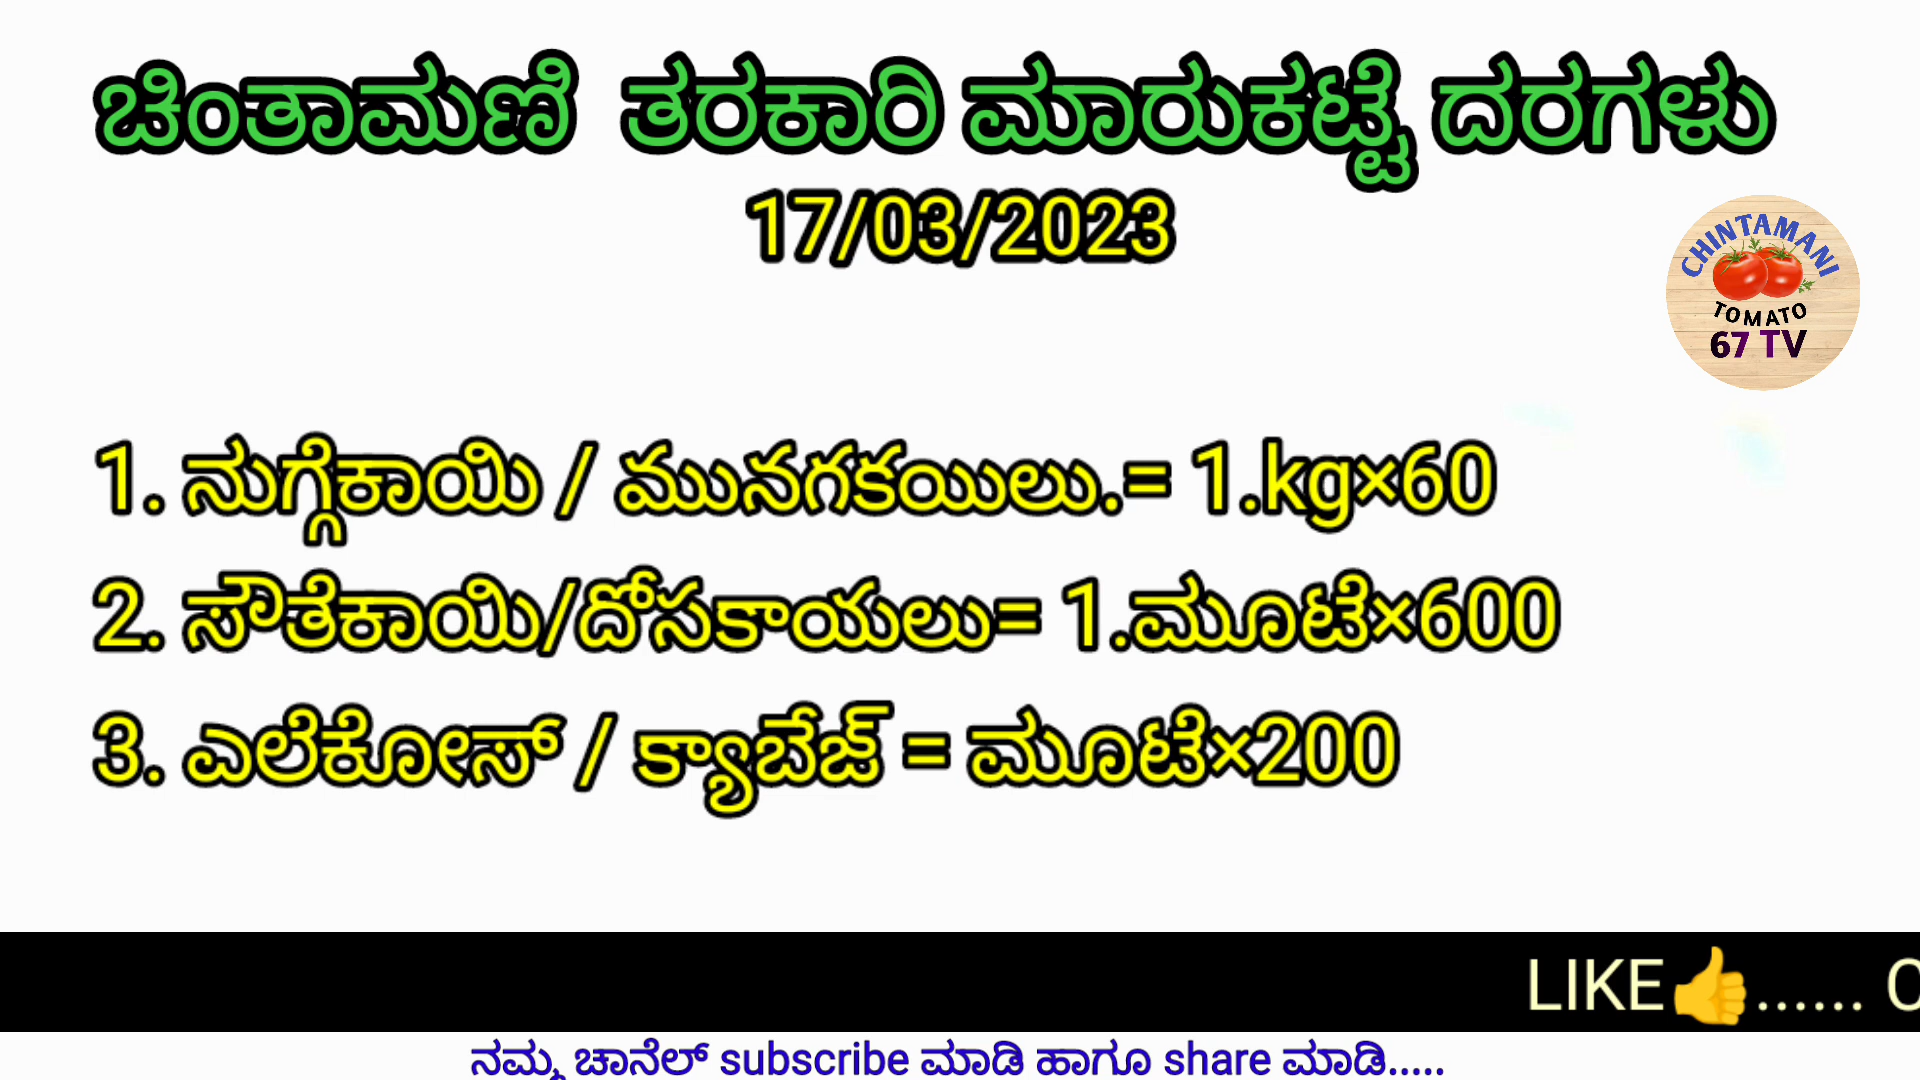 ಚಿಂತಾಮಣಿ ತರಕಾರಿ ಮಾರುಕಟ್ಟೆ ದರಗಳು
17/03/2023
CHINTAMANI
TOMATO
67 TV
1. ನುಗ್ಗೆಕಾಯಿ / ಮುನಗಕಯಿಲು.= 1.kg×60
2. ಸೌತೆಕಾಯಿ/ದೋಸಕಾಯಲು= 1.ಮೂಟೆ×600
3. ಎಲೆಕೋಸ್ / ಕ್ಯಾಬೇಜ್ = ಮೂಟೆ×200
LIKE👍......
ನಮ್ಮ ಚಾನೆಲ್ subscribe ಮಾಡಿ ಹಾಗೂ share ಮಾಡಿ.....